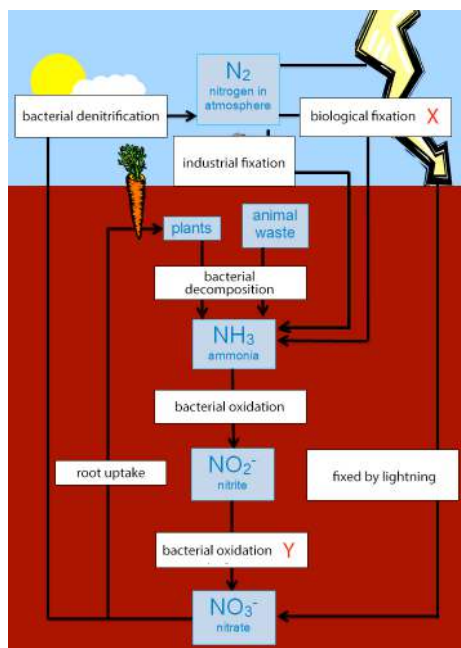 N₂
nitrogen in
atmosphere
bacterial denitrification
biological fixation X
industrial fixation
plants
animal
waste
bacterial
decomposition
NH₃
ammonia
bacterial oxidation
NO₂⁻
nitrite
root uptake
fixed by lightning
bacterial oxidation Y
NO₃⁻
nitrate